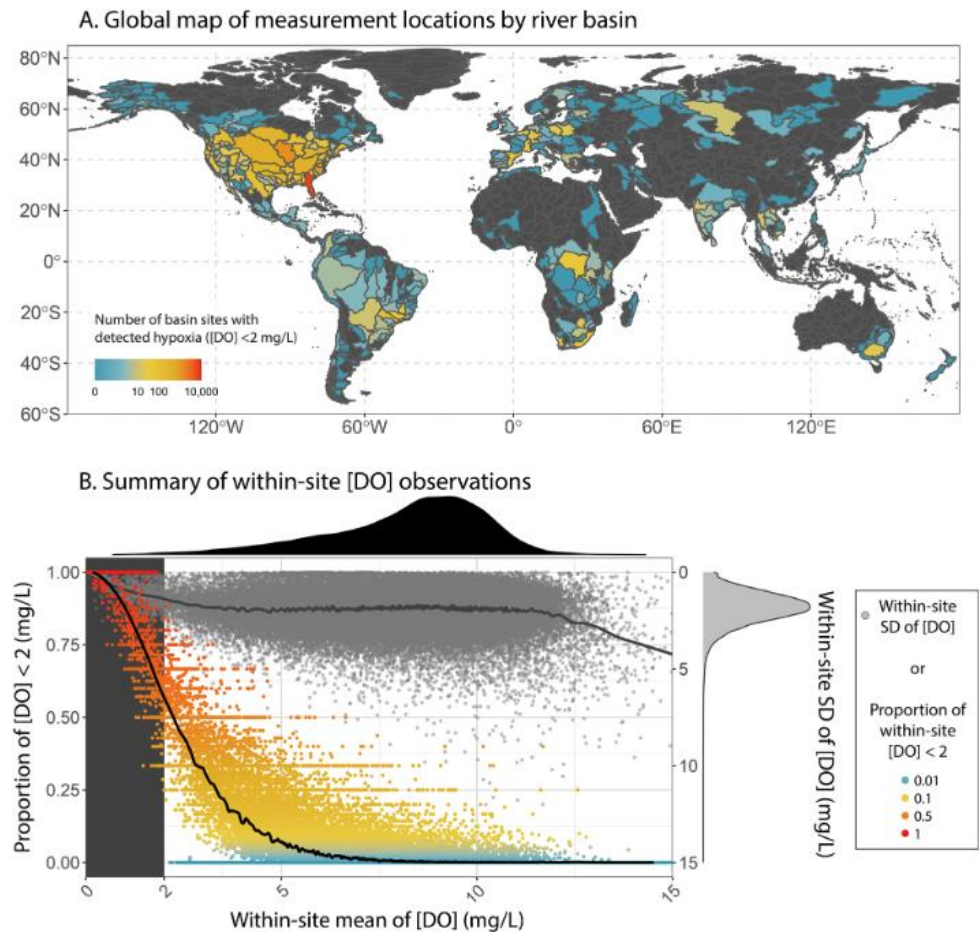 A. Global map of measurement locations by river basin
80°N
60°N
40°N
20°N
0°
20°S
40°S
60°S
Number of basin sites with
detected hypoxia ([DO] <2 mg/L)
0 10 100 10,000
120°W 60°W 0° 60°E 120°E
B. Summary of within-site [DO] observations
Proportion of [DO] < 2 (mg/L)
1.00
0.75
0.50
0.25
0.00
0 2 5 10 15
Within-site mean of [DO] (mg/L)
0
5
10
15
Within-site SD of [DO] (mg/L)
Within-site
SD of [DO]
or
Proportion of
within-site
[DO] < 2
0.01
0.1
0.5
1